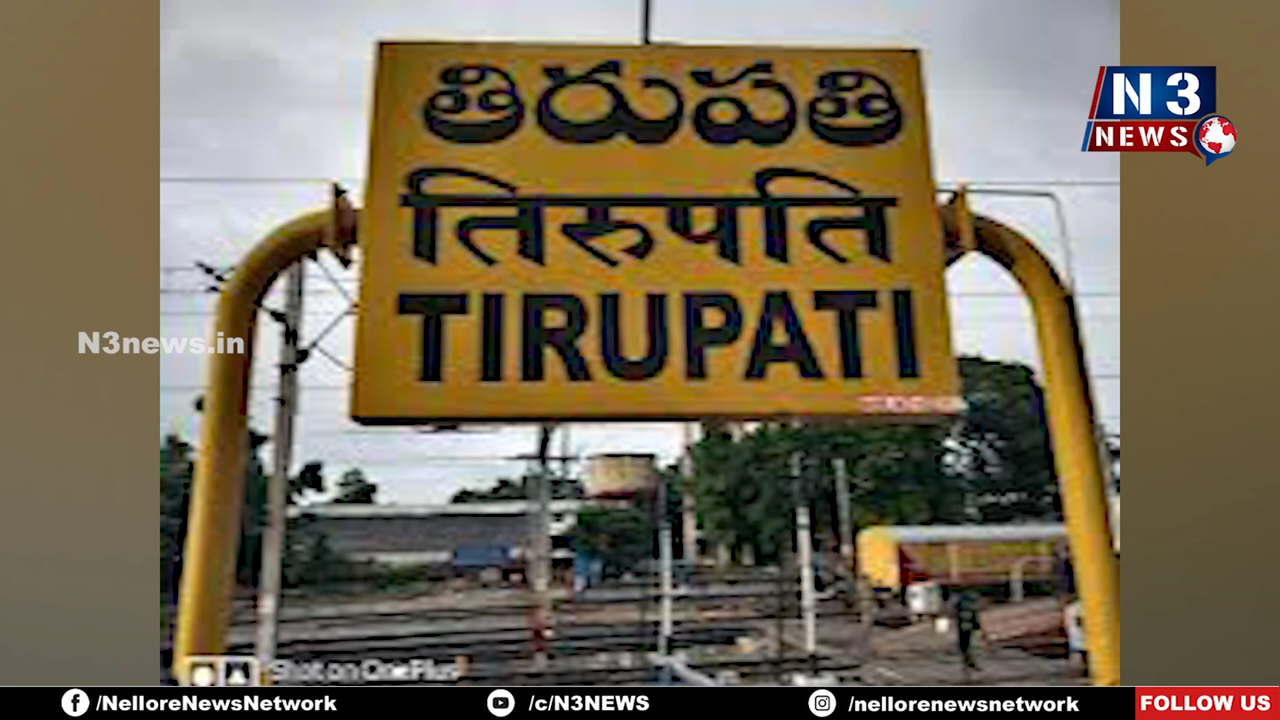 తిరుపతి
तिरुपति
TIRUPATI
N3
NEWS
N3news.in
Shot on OnePlus
/NelloreNewsNetwork
/c/N3NEWS
/nellorenewsnetwork
FOLLOW US